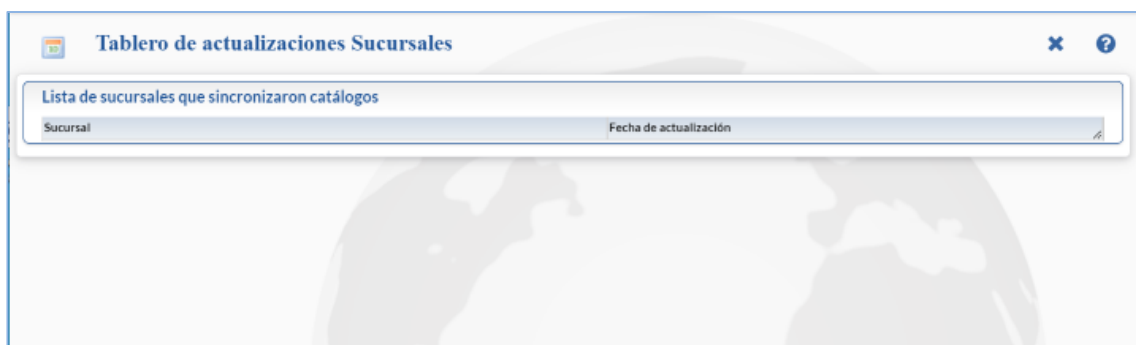 Tablero de actualizaciones Sucursales
Lista de sucursales que sincronizaron catálogos
Sucursal Fecha de actualización